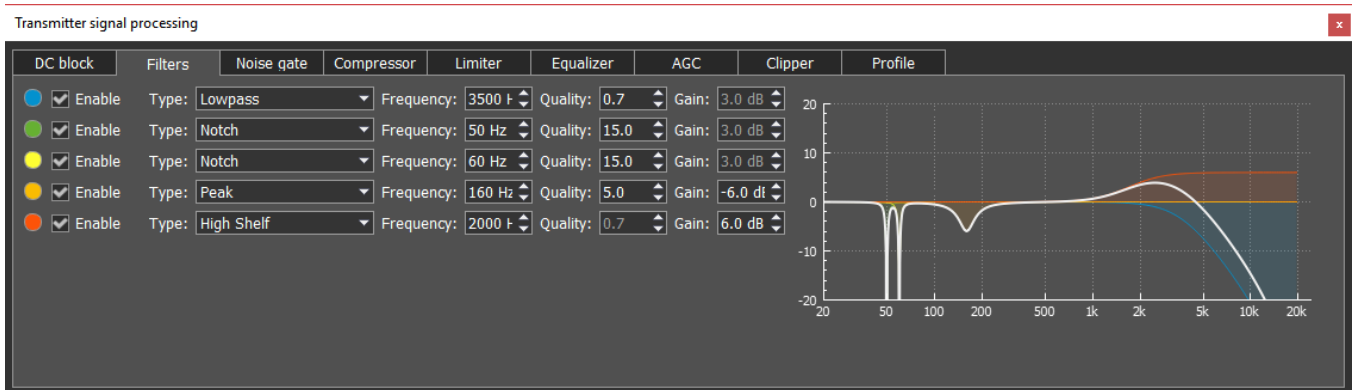 Transmitter signal processing x
DC block Filters Noise gate Compressor Limiter Equalizer AGC Clipper Profile
Enable Type: Lowpass Frequency: 3500 H Quality: 0.7 Gain: 3.0 dB
Enable Type: Notch Frequency: 50 Hz Quality: 15.0 Gain: 3.0 dB
Enable Type: Notch Frequency: 60 Hz Quality: 15.0 Gain: 3.0 dB
Enable Type: Peak Frequency: 160 Hz Quality: 5.0 Gain: -6.0 dB
Enable Type: High Shelf Frequency: 2000 H Quality: 0.7 Gain: 6.0 dB
20
10
0
-10
-20
20 50 100 200 500 1k 2k 5k 10k 20k